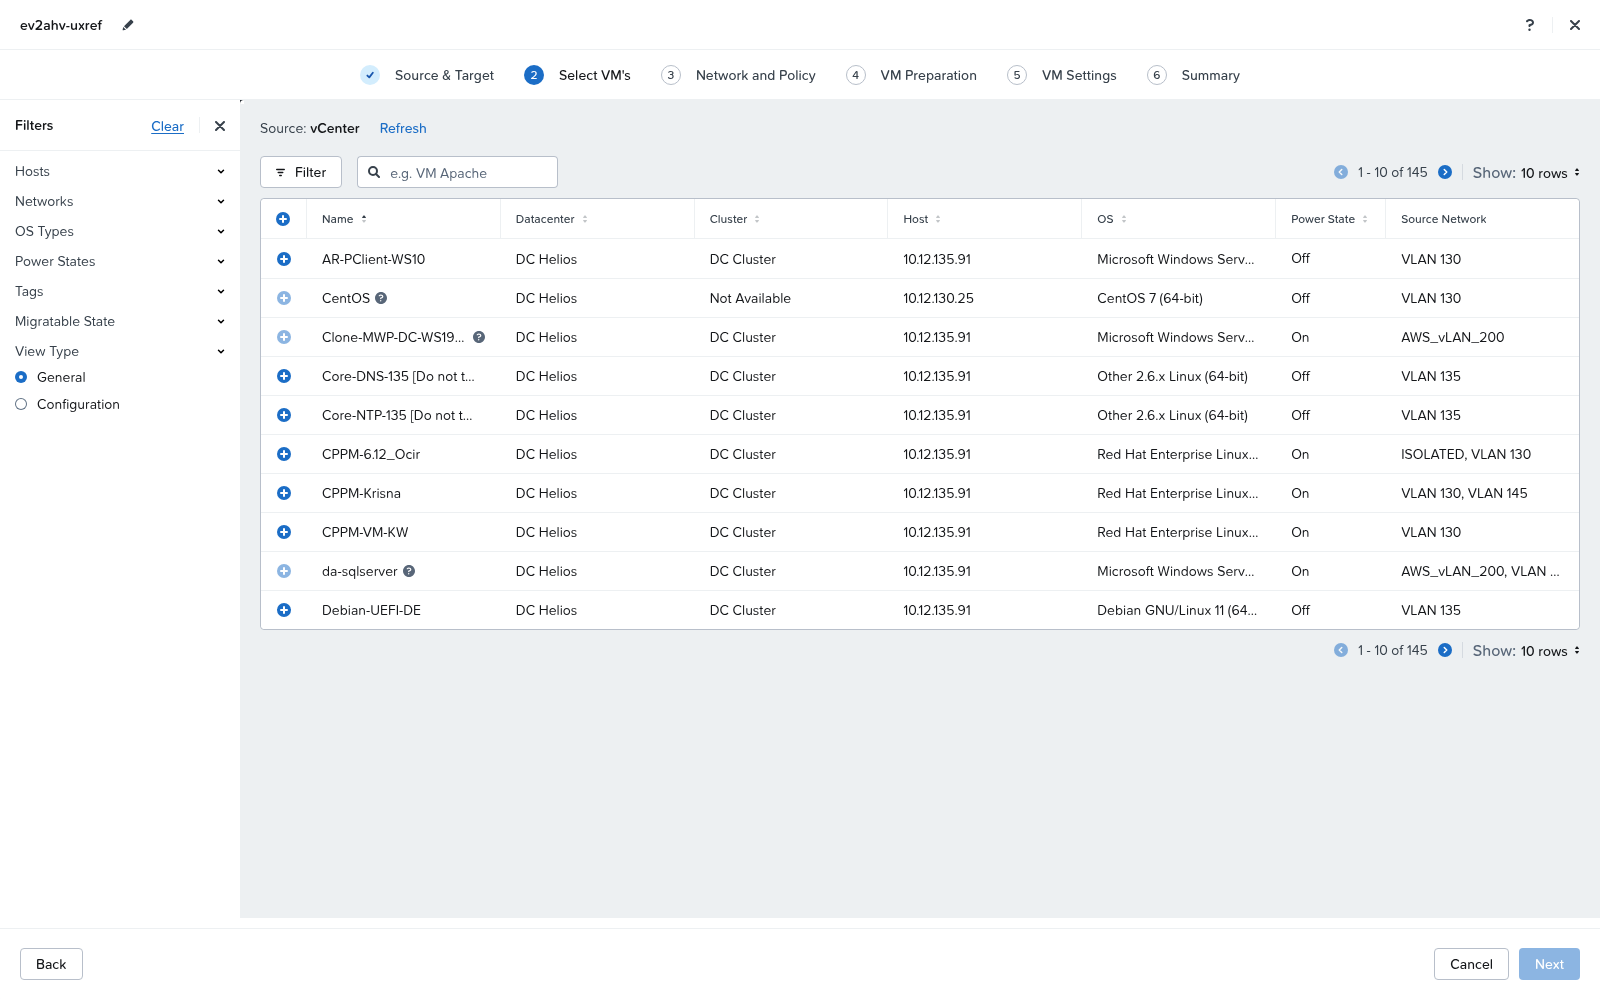 ev2ahv-uxref
?
Source & Target
2 Select VM's
3 Network and Policy
4 VM Preparation
5 VM Settings
6 Summary
Filters Clear
Hosts
Networks
OS Types
Power States
Tags
Migratable State
View Type
General
Configuration
Source: vCenter Refresh
Filter e.g. VM Apache 1 - 10 of 145 Show: 10 rows
Name Datacenter Cluster Host OS Power State Source Network
AR-PClient-WS10 DC Helios DC Cluster 10.12.135.91 Microsoft Windows Serv... Off VLAN 130
CentOS ? DC Helios Not Available 10.12.130.25 CentOS 7 (64-bit) Off VLAN 130
Clone-MWP-DC-WS19... ? DC Helios DC Cluster 10.12.135.91 Microsoft Windows Serv... On AWS_vLAN_200
Core-DNS-135 [Do not t... DC Helios DC Cluster 10.12.135.91 Other 2.6.x Linux (64-bit) Off VLAN 135
Core-NTP-135 [Do not t... DC Helios DC Cluster 10.12.135.91 Other 2.6.x Linux (64-bit) Off VLAN 135
CPPM-6.12_Ocir DC Helios DC Cluster 10.12.135.91 Red Hat Enterprise Linux... On ISOLATED, VLAN 130
CPPM-Krisna DC Helios DC Cluster 10.12.135.91 Red Hat Enterprise Linux... On VLAN 130, VLAN 145
CPPM-VM-KW DC Helios DC Cluster 10.12.135.91 Red Hat Enterprise Linux... On VLAN 130
da-sqlserver ? DC Helios DC Cluster 10.12.135.91 Microsoft Windows Serv... On AWS_vLAN_200, VLAN ...
Debian-UEFI-DE DC Helios DC Cluster 10.12.135.91 Debian GNU/Linux 11 (64... Off VLAN 135
1 - 10 of 145 Show: 10 rows
Back Cancel Next